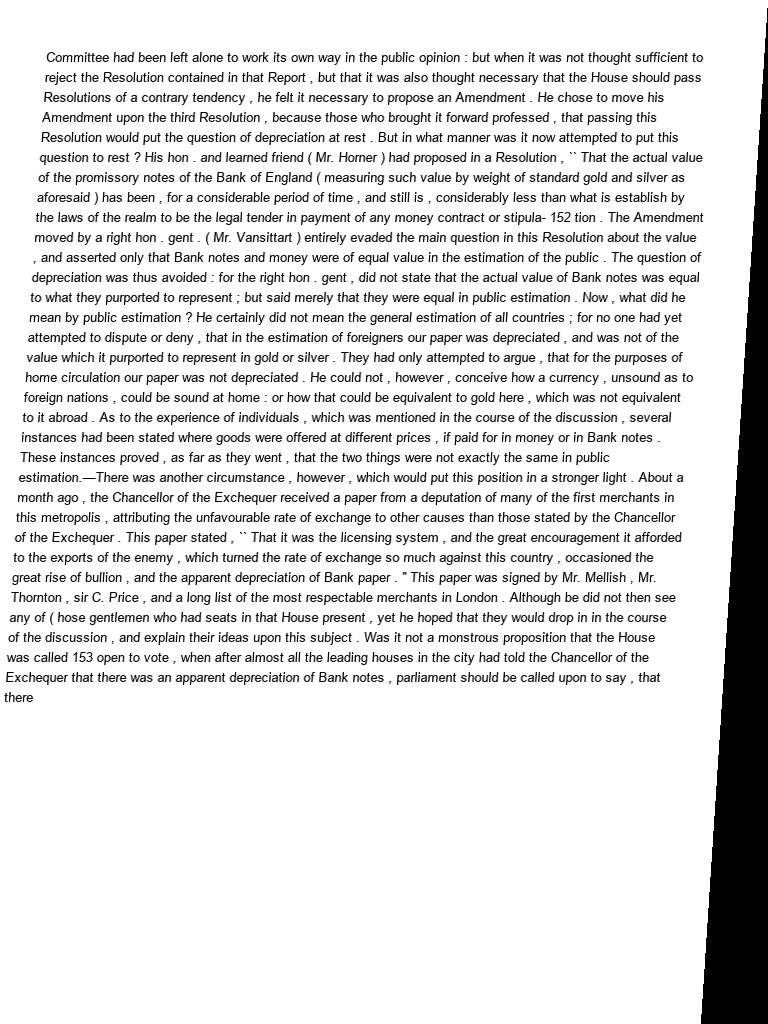 Committee had been left alone to work its own way in the public opinion : but when it was not thought sufficient to
reject the Resolution contained in that Report , but that it was also thought necessary that the House should pass
Resolutions of a contrary tendency , he felt it necessary to propose an Amendment . He chose to move his
Amendment upon the third Resolution , because those who brought it forward professed , that passing this
Resolution would put the question of depreciation at rest . But in what manner was it now attempted to put this
question to rest ? His hon . and learned friend ( Mr. Horner ) had proposed in a Resolution , `` That the actual value
of the promissory notes of the Bank of England ( measuring such value by weight of standard gold and silver as
aforesaid ) has been , for a considerable period of time , and still is , considerably less than what is establish by
the laws of the realm to be the legal tender in payment of any money contract or stipula- 152 tion . The Amendment
moved by a right hon . gent . ( Mr. Vansittart ) entirely evaded the main question in this Resolution about the value
, and asserted only that Bank notes and money were of equal value in the estimation of the public . The question of
depreciation was thus avoided : for the right hon . gent , did not state that the actual value of Bank notes was equal
to what they purported to represent ; but said merely that they were equal in public estimation . Now , what did he
mean by public estimation ? He certainly did not mean the general estimation of all countries ; for no one had yet
attempted to dispute or deny , that in the estimation of foreigners our paper was depreciated , and was not of the
value which it purported to represent in gold or silver . They had only attempted to argue , that for the purposes of
home circulation our paper was not depreciated . He could not , however , conceive how a currency , unsound as to
foreign nations , could be sound at home : or how that could be equivalent to gold here , which was not equivalent
to it abroad . As to the experience of individuals , which was mentioned in the course of the discussion , several
instances had been stated where goods were offered at different prices , if paid for in money or in Bank notes .
These instances proved , as far as they went , that the two things were not exactly the same in public
estimation.—There was another circumstance , however , which would put this position in a stronger light . About a
month ago , the Chancellor of the Exchequer received a paper from a deputation of many of the first merchants in
this metropolis , attributing the unfavourable rate of exchange to other causes than those stated by the Chancellor
of the Exchequer . This paper stated , `` That it was the licensing system , and the great encouragement it afforded
to the exports of the enemy , which turned the rate of exchange so much against this country , occasioned the
great rise of bullion , and the apparent depreciation of Bank paper . " This paper was signed by Mr. Mellish , Mr.
Thornton , sir C. Price , and a long list of the most respectable merchants in London . Although be did not then see
any of ( hose gentlemen who had seats in that House present , yet he hoped that they would drop in in the course
of the discussion , and explain their ideas upon this subject . Was it not a monstrous proposition that the House
was called 153 open to vote , when after almost all the leading houses in the city had told the Chancellor of the
Exchequer that there was an apparent depreciation of Bank notes , parliament should be called upon to say , that
there